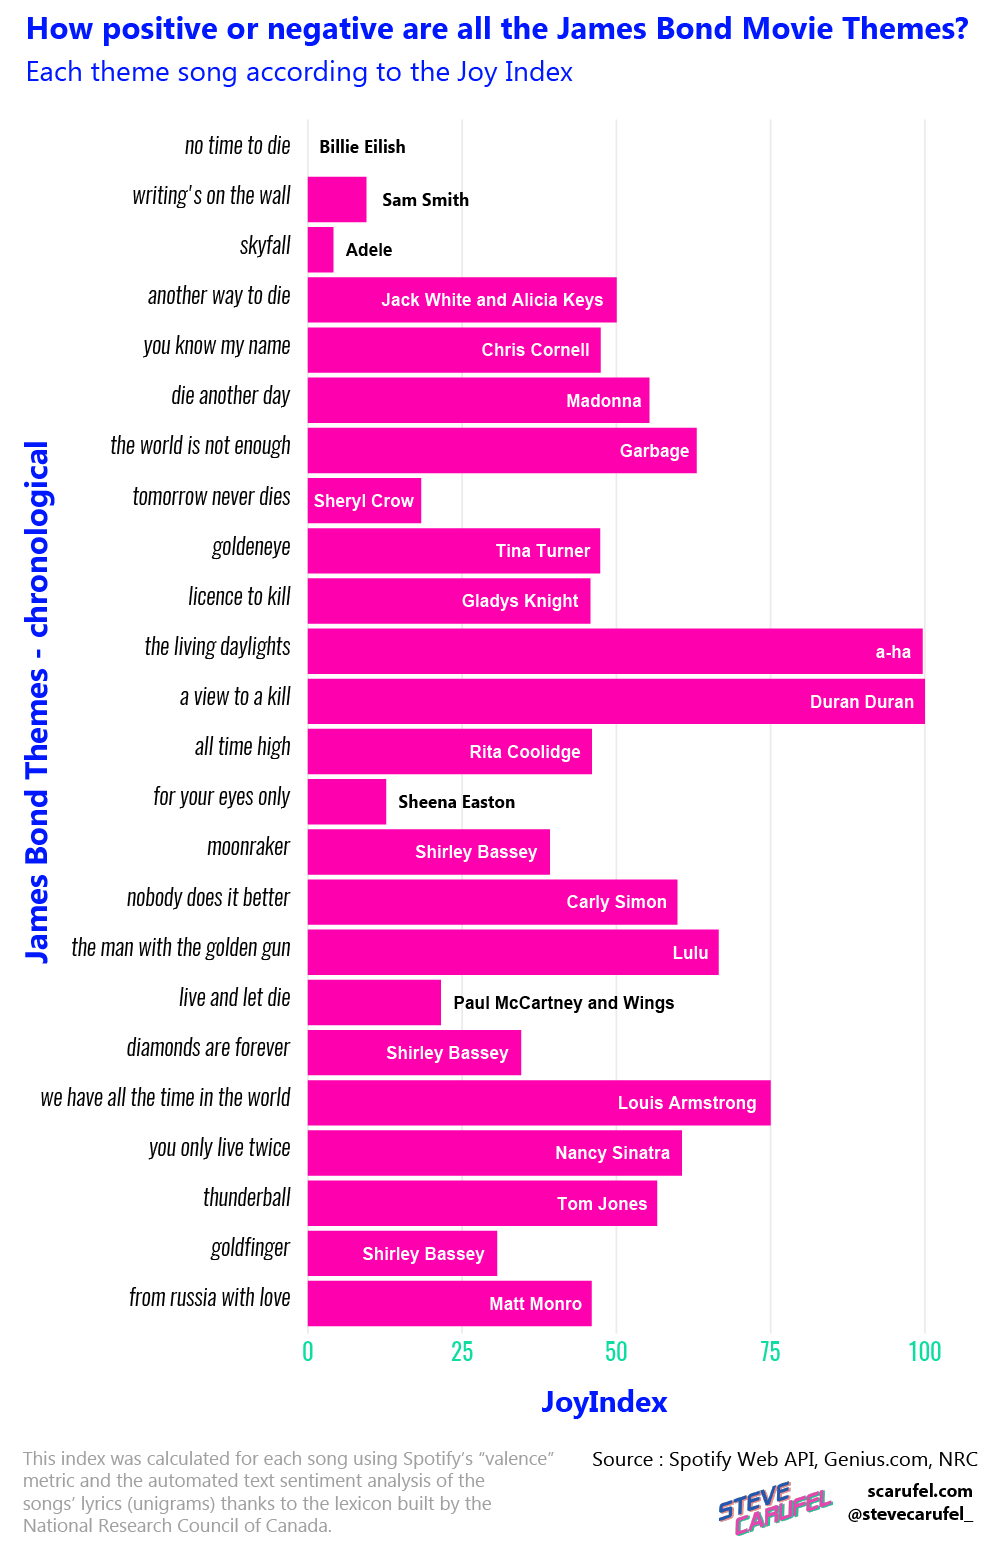 How positive or negative are all the James Bond Movie Themes?
Each theme song according to the Joy Index
James Bond Themes - chronological
no time to die Billie Eilish
writing's on the wall Sam Smith
skyfall Adele
another way to die Jack White and Alicia Keys
you know my name Chris Cornell
die another day Madonna
the world is not enough Garbage
tomorrow never dies Sheryl Crow
goldeneye Tina Turner
licence to kill Gladys Knight
the living daylights a-ha
a view to a kill Duran Duran
all time high Rita Coolidge
for your eyes only Sheena Easton
moonraker Shirley Bassey
nobody does it better Carly Simon
the man with the golden gun Lulu
live and let die Paul McCartney and Wings
diamonds are forever Shirley Bassey
we have all the time in the world Louis Armstrong
you only live twice Nancy Sinatra
thunderball Tom Jones
goldfinger Shirley Bassey
from russia with love Matt Monro
0 25 50 75 100
JoyIndex
This index was calculated for each song using Spotify's “valence”
metric and the automated text sentiment analysis of the
songs' lyrics (unigrams) thanks to the lexicon built by the
National Research Council of Canada.
Source : Spotify Web API, Genius.com, NRC
STEVE
CARUFEL
scarufel.com
@stevecarufel_